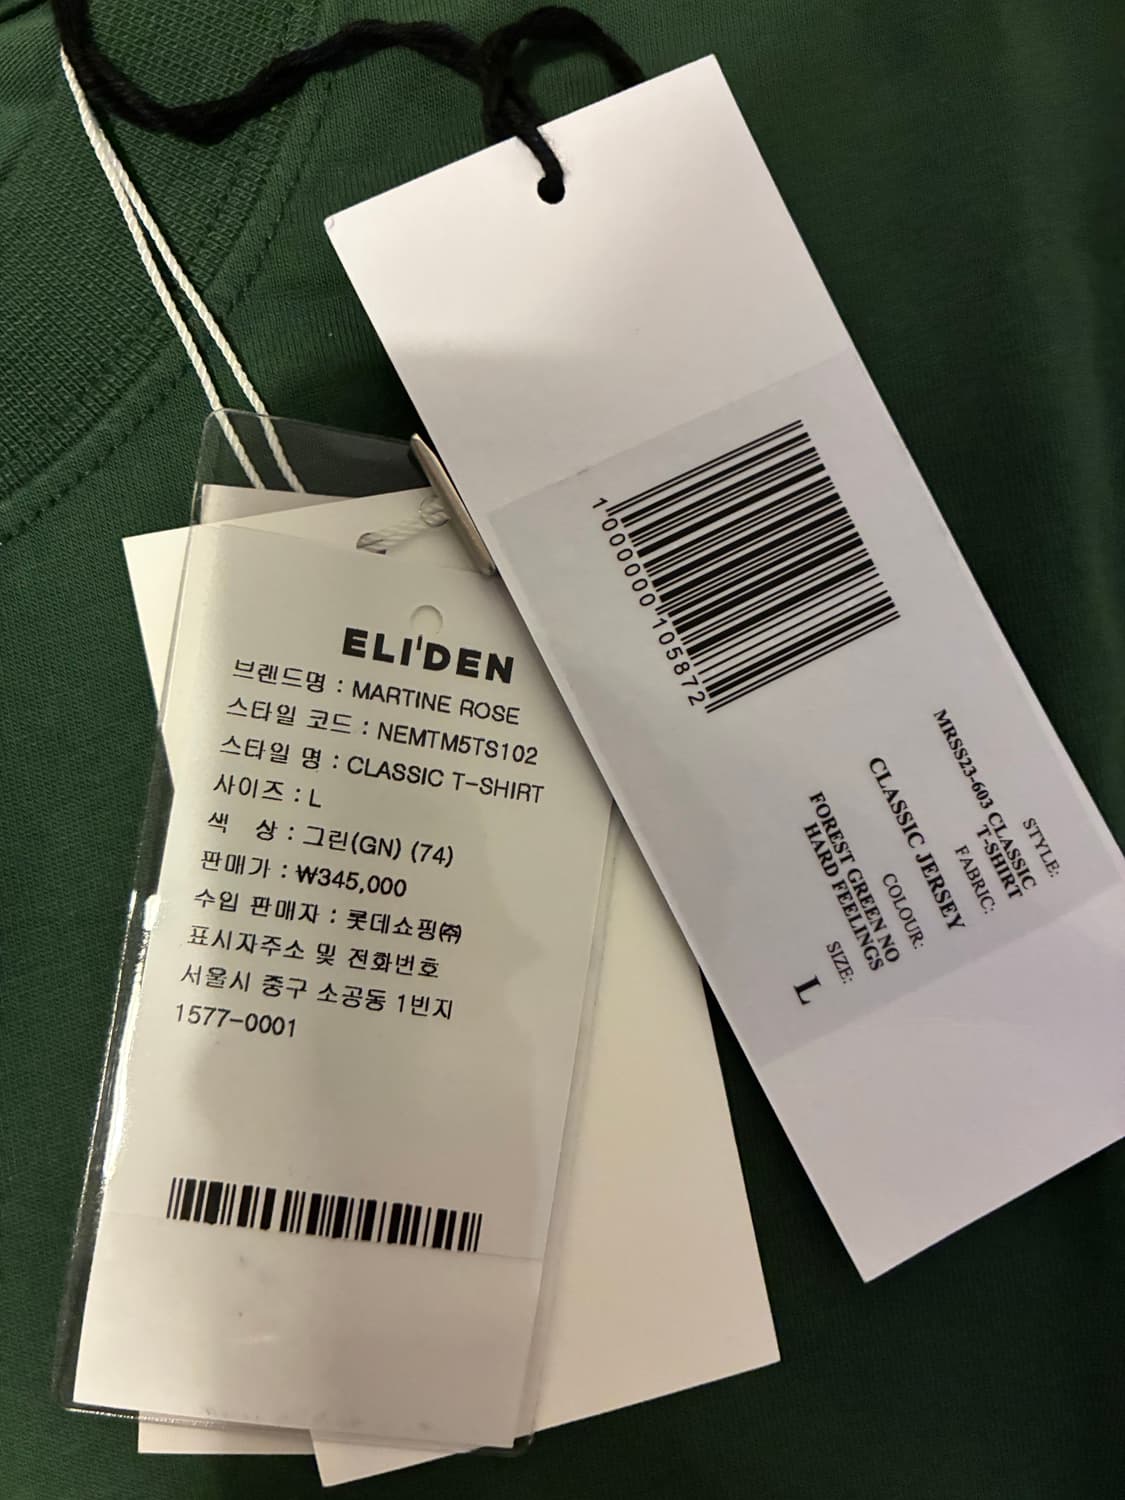 ELI'DEN
브랜드명 : MARTINE ROSE
스타일 코드 : NEMTM5TS102
스타일 명 : CLASSIC T-SHIRT
사이즈 : L
색 상 : 그린(GN) (74)
판매가 : ₩345,000
수입 판매자 : 롯데쇼핑㈜
표시자주소 및 전화번호
서울시 중구 소공동 1번지
1577-0001
1 000000 105872
STYLE:
MRSS23-603 CLASSIC
T-SHIRT
FABRIC:
CLASSIC JERSEY
COLOUR:
FOREST GREEN NO
HARD FEELINGS
SIZE:
L